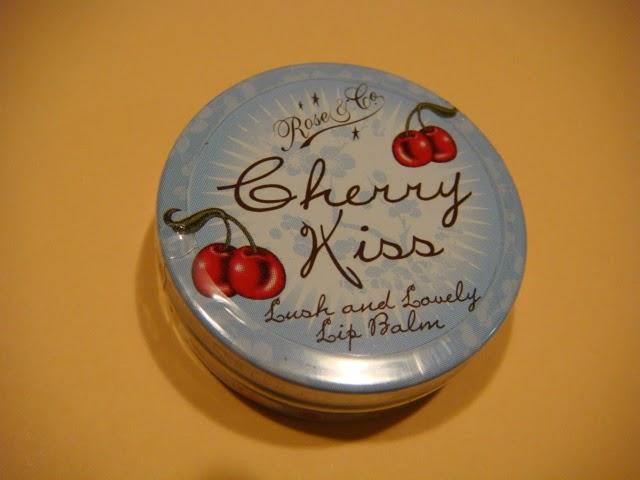 Rose & Co
Cherry
Kiss
Lush and Lovely
Lip Balm